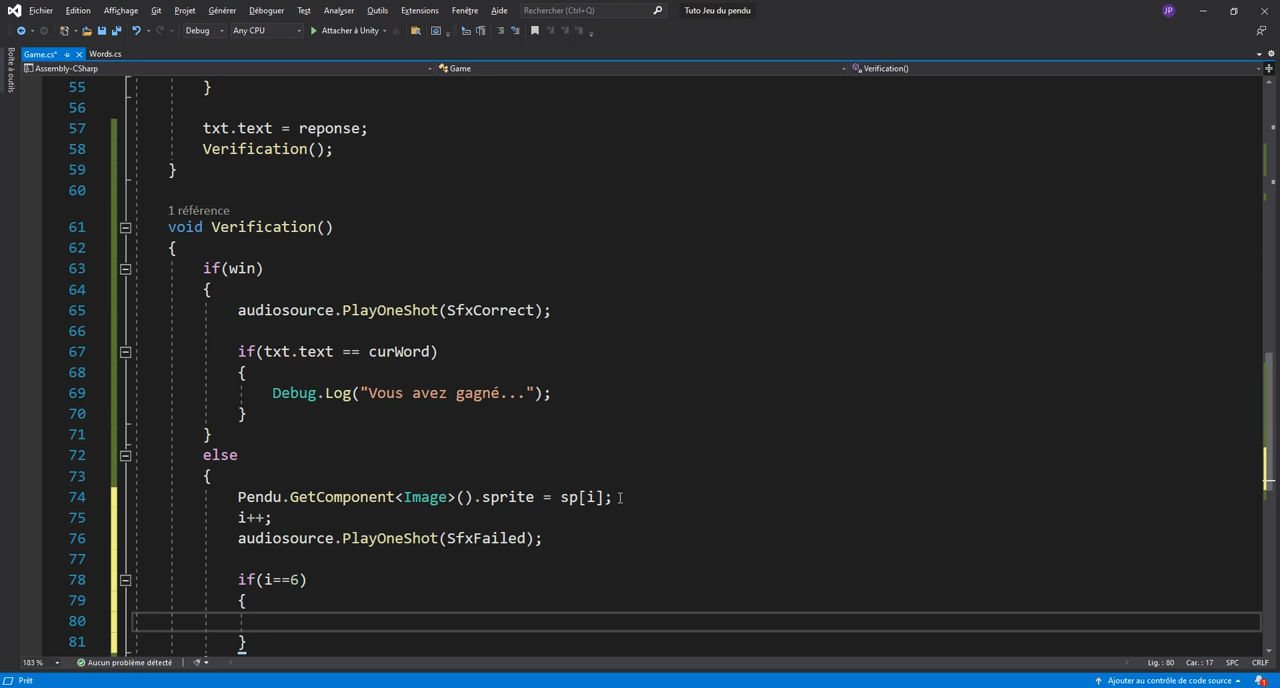 Fichier Edition Affichage Git Projet Générer Déboguer Test Analyser Outils Extensions Fenêtre Aide Rechercher (Ctrl+Q) Tuto Jeu du pendu JP
Debug Any CPU Attacher à Unity
Boîte à outils
Game.cs* Words.cs
Assembly-CSharp Game Verification()
55 }
56
57 txt.text = reponse;
58 Verification();
59 }
60
1 référence
61 void Verification()
62 {
63 if(win)
64 {
65 audiosource.PlayOneShot(SfxCorrect);
66
67 if(txt.text == curWord)
68 {
69 Debug.Log("Vous avez gagné...");
70 }
71 }
72 else
73 {
74 Pendu.GetComponent<Image>().sprite = sp[i];
75 i++;
76 audiosource.PlayOneShot(SfxFailed);
77
78 if(i==6)
79 {
80
81 }
183 % Aucun problème détecté Lig. : 80 Car. : 17 SPC CRLF
Prêt Ajouter au contrôle de code source 1